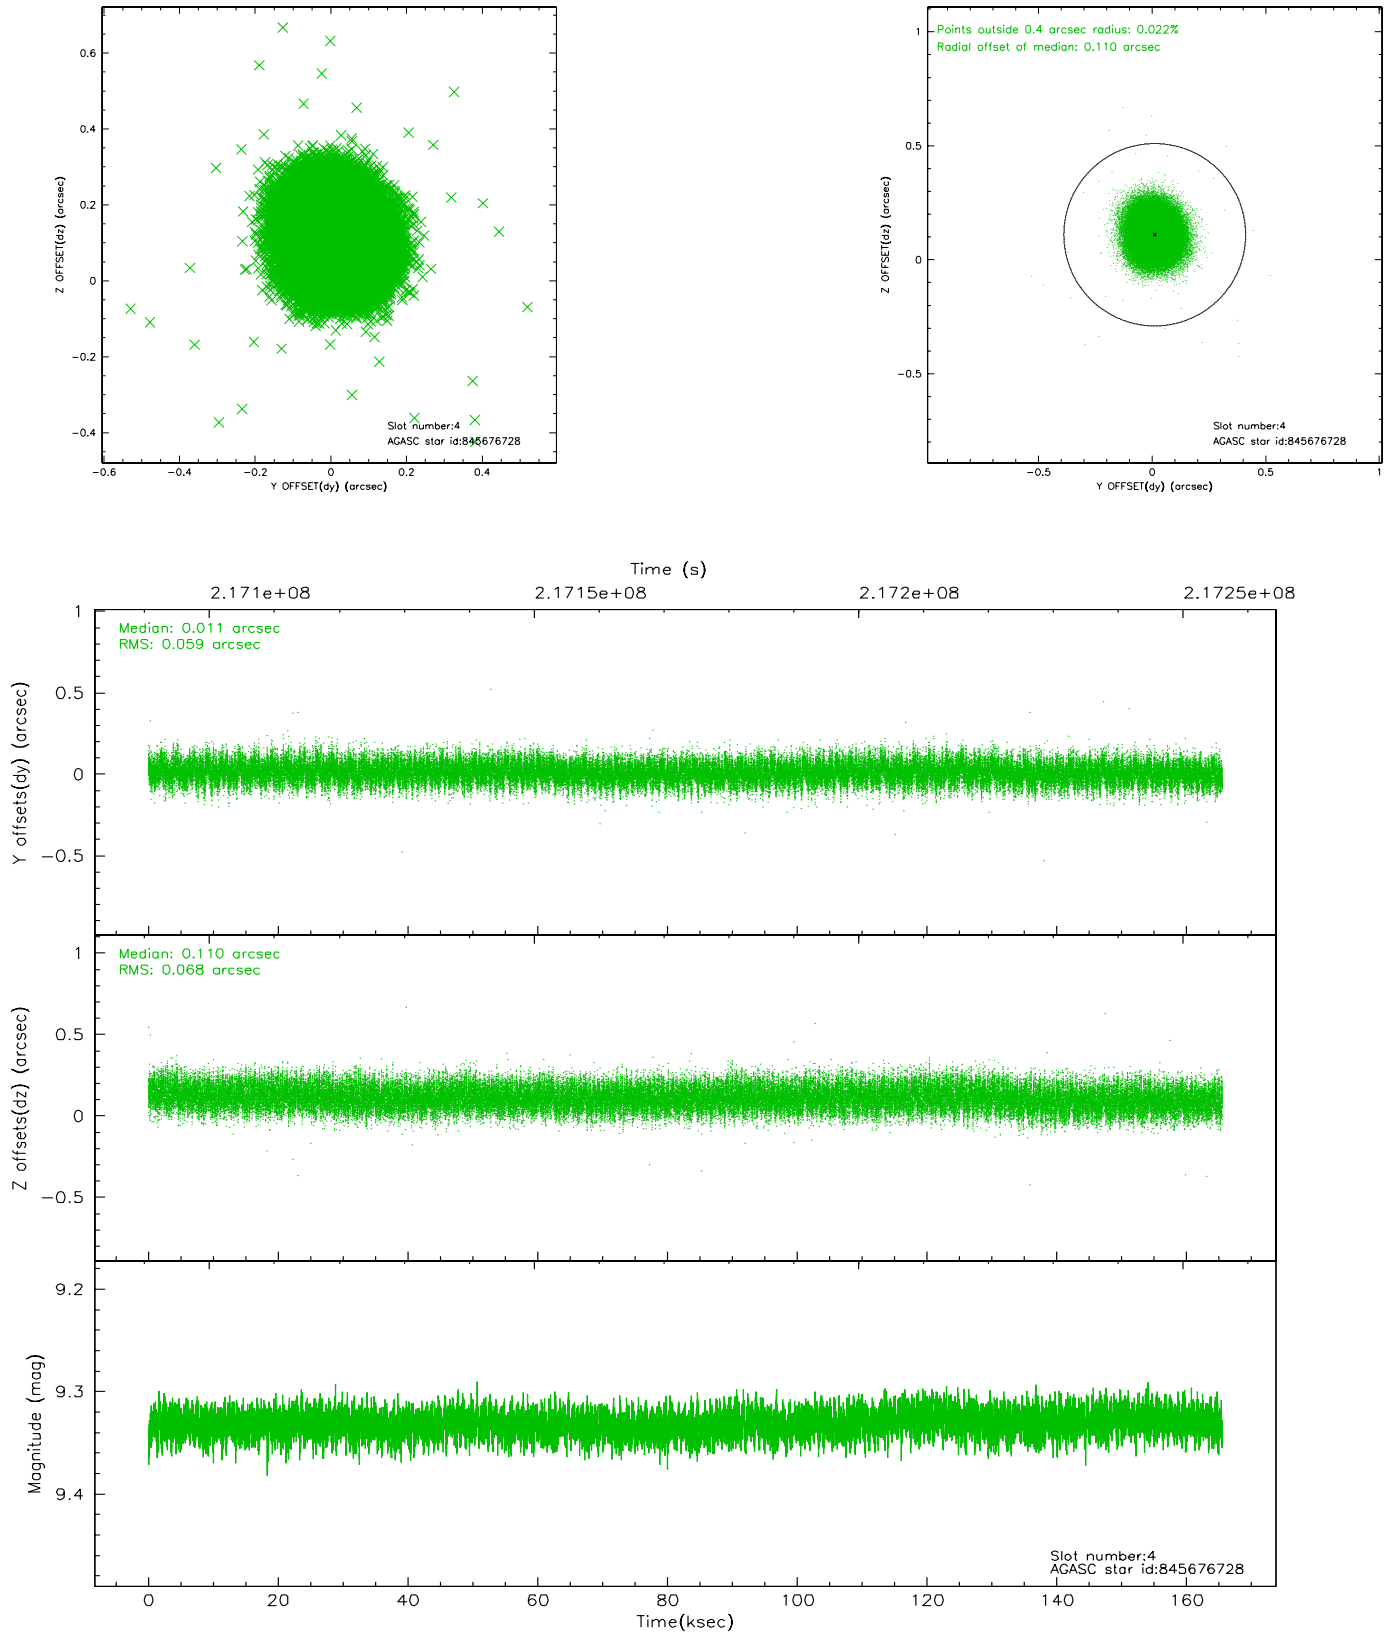 0.6
0.4
0.2
0
−0.2
−0.4
Z OFFSET(dz) (arcsec)
Slot number:4
AGASC star id:845676728
−0.6 −0.4 −0.2 0 0.2 0.4
Y OFFSET(dy) (arcsec)
Points outside 0.4 arcsec radius: 0.022%
Radial offset of median: 0.110 arcsec
1
0.5
0
−0.5
Z OFFSET(dz) (arcsec)
Slot number:4
AGASC star id:845676728
−0.5 0 0.5 1
Y OFFSET(dy) (arcsec)
Time (s)
2.171e+08 2.1715e+08 2.172e+08 2.1725e+08
Median: 0.011 arcsec
RMS: 0.059 arcsec
1
0.5
0
−0.5
Y offsets(dy) (arcsec)
Median: 0.110 arcsec
RMS: 0.068 arcsec
1
0.5
0
−0.5
Z offsets(dz) (arcsec)
9.2
9.3
9.4
Magnitude (mag)
Slot number:4
AGASC star id:845676728
0 20 40 60 80 100 120 140 160
Time(ksec)